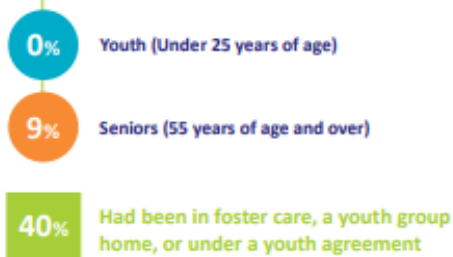 0%
Youth (Under 25 years of age)
9%
Seniors (55 years of age and over)
40%
Had been in foster care, a youth group
home, or under a youth agreement